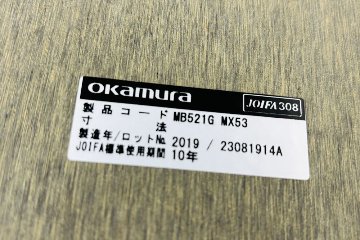 okamura JOIFA308
製品コード MB521G MX53
寸法
製造年/ロットNo. 2019 / 23081914A
JOIFA標準使用期間 10年